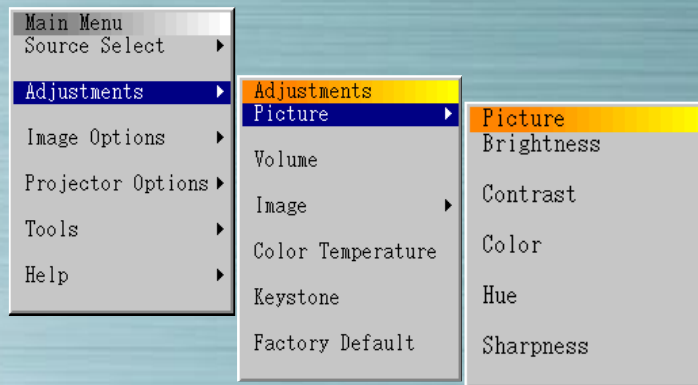 Main Menu
Source Select
Adjustments
Image Options
Projector Options
Tools
Help
Adjustments
Picture
Volume
Image
Color Temperature
Keystone
Factory Default
Picture
Brightness
Contrast
Color
Hue
Sharpness